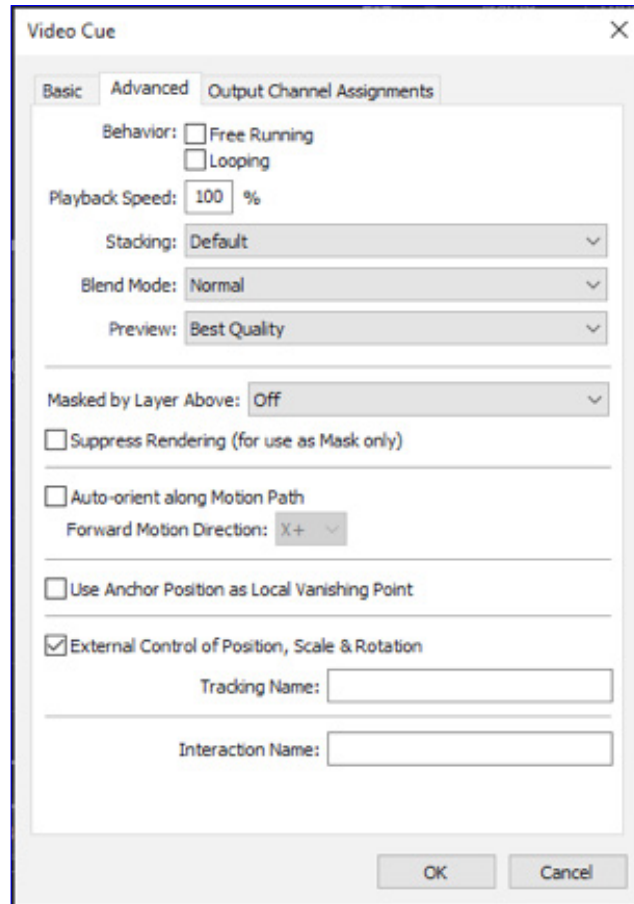 Video Cue
Basic Advanced Output Channel Assignments
Behavior: Free Running
Looping
Playback Speed: 100 %
Stacking: Default
Blend Mode: Normal
Preview: Best Quality
Masked by Layer Above: Off
Suppress Rendering (for use as Mask only)
Auto-orient along Motion Path
Forward Motion Direction: X+
Use Anchor Position as Local Vanishing Point
External Control of Position, Scale & Rotation
Tracking Name:
Interaction Name:
OK Cancel